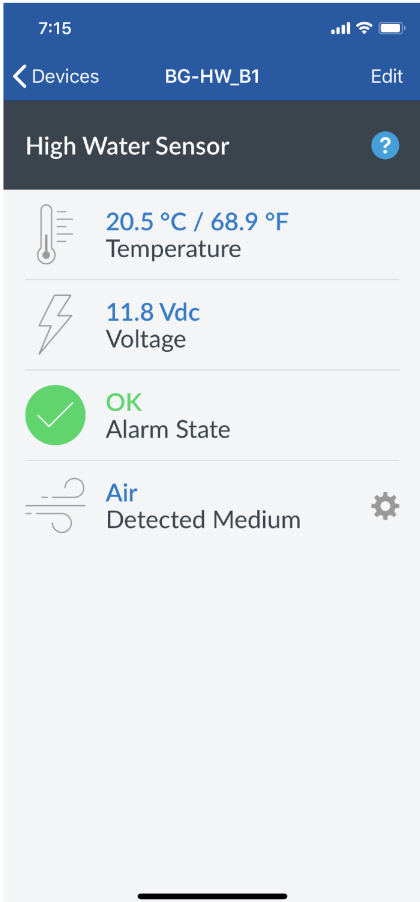 7:15
Devices BG-HW_B1 Edit
High Water Sensor ?
20.5 °C / 68.9 °F
Temperature
11.8 Vdc
Voltage
OK
Alarm State
Air
Detected Medium